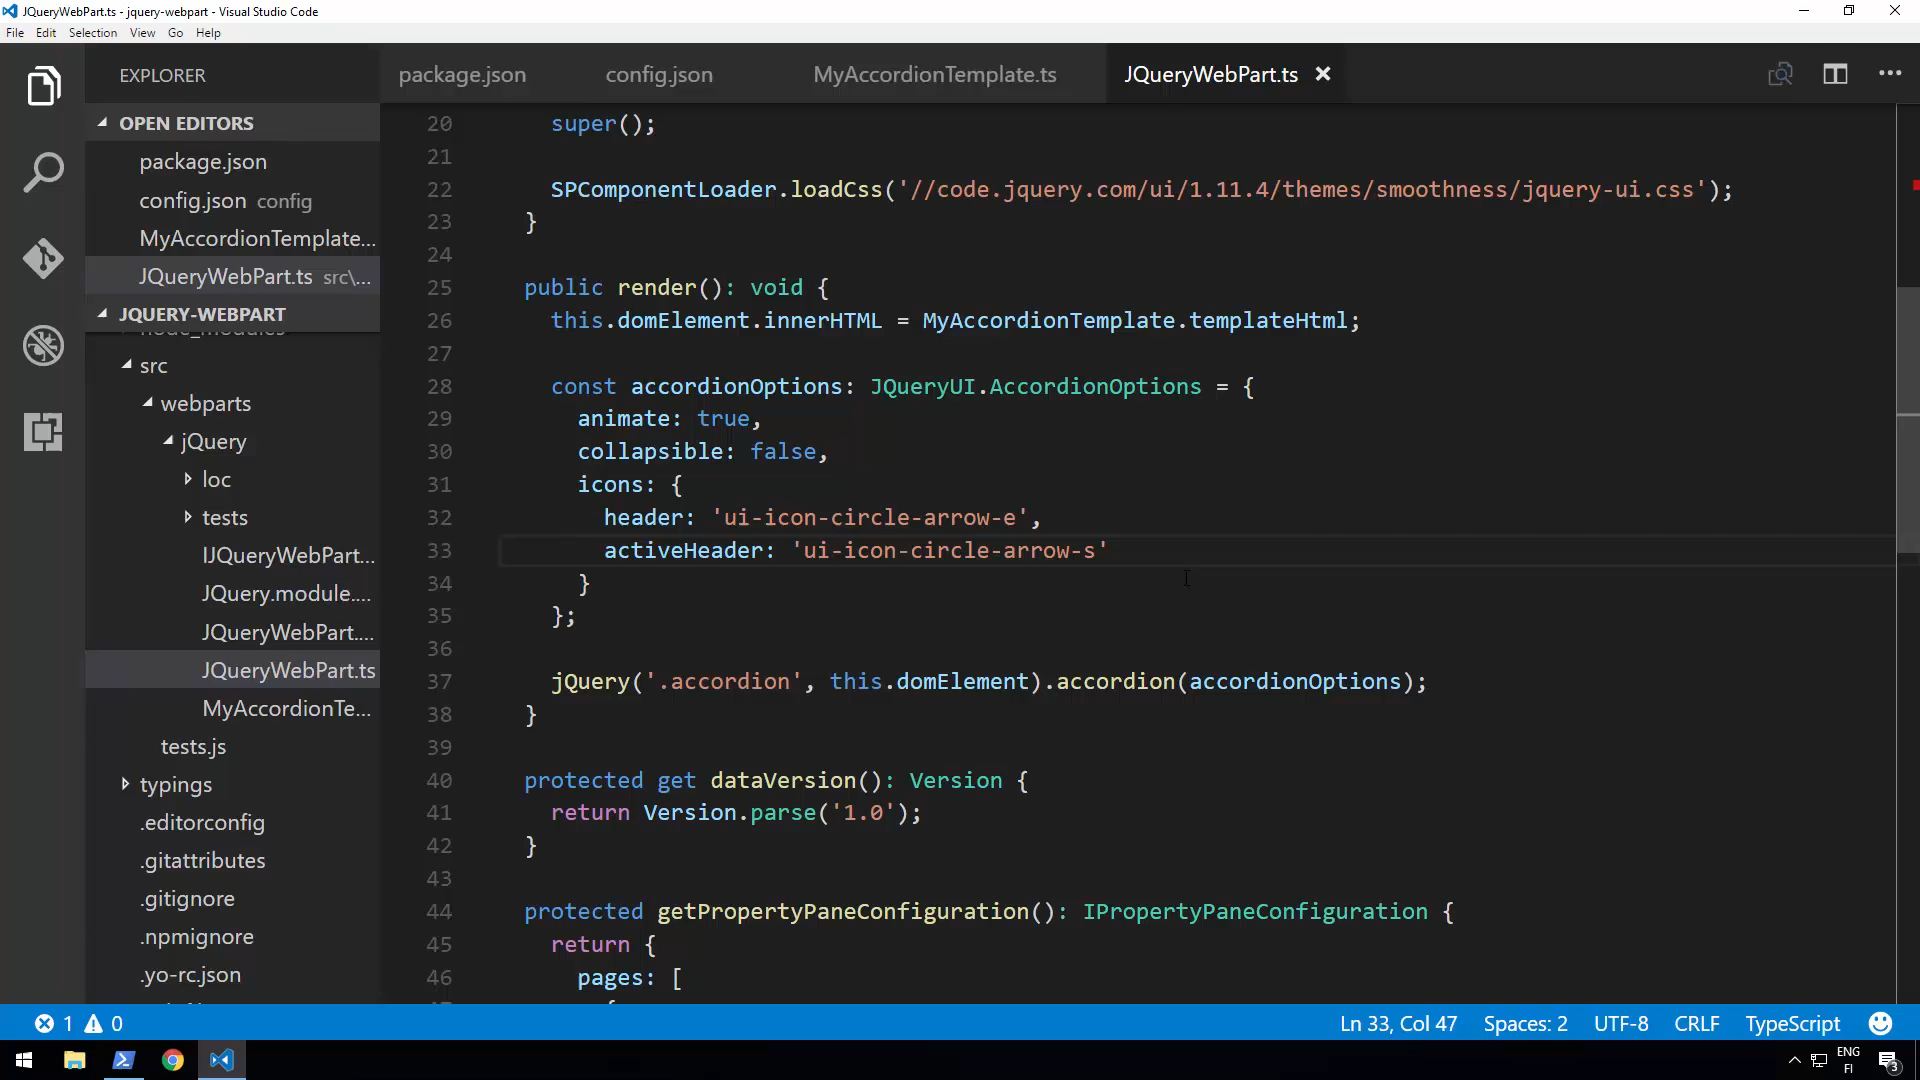 JQueryWebPart.ts - jquery-webpart - Visual Studio Code
File Edit Selection View Go Help
EXPLORER
OPEN EDITORS
package.json
config.json config
MyAccordionTemplate...
JQueryWebPart.ts src\...
JQUERY-WEBPART
node_modules
src
webparts
jQuery
loc
tests
IJQueryWebPart...
JQuery.module....
JQueryWebPart....
JQueryWebPart.ts
MyAccordionTe...
tests.js
typings
.editorconfig
.gitattributes
.gitignore
.npmignore
.yo-rc.json
package.json config.json MyAccordionTemplate.ts JQueryWebPart.ts
20 super();
21
22 SPComponentLoader.loadCss('//code.jquery.com/ui/1.11.4/themes/smoothness/jquery-ui.css');
23 }
24
25 public render(): void {
26 this.domElement.innerHTML = MyAccordionTemplate.templateHtml;
27
28 const accordionOptions: JQueryUI.AccordionOptions = {
29 animate: true,
30 collapsible: false,
31 icons: {
32 header: 'ui-icon-circle-arrow-e',
33 activeHeader: 'ui-icon-circle-arrow-s'
34 }
35 };
36
37 jQuery('.accordion', this.domElement).accordion(accordionOptions);
38 }
39
40 protected get dataVersion(): Version {
41 return Version.parse('1.0');
42 }
43
44 protected getPropertyPaneConfiguration(): IPropertyPaneConfiguration {
45 return {
46 pages: [
{
1 0 Ln 33, Col 47 Spaces: 2 UTF-8 CRLF TypeScript
ENG
FI
3